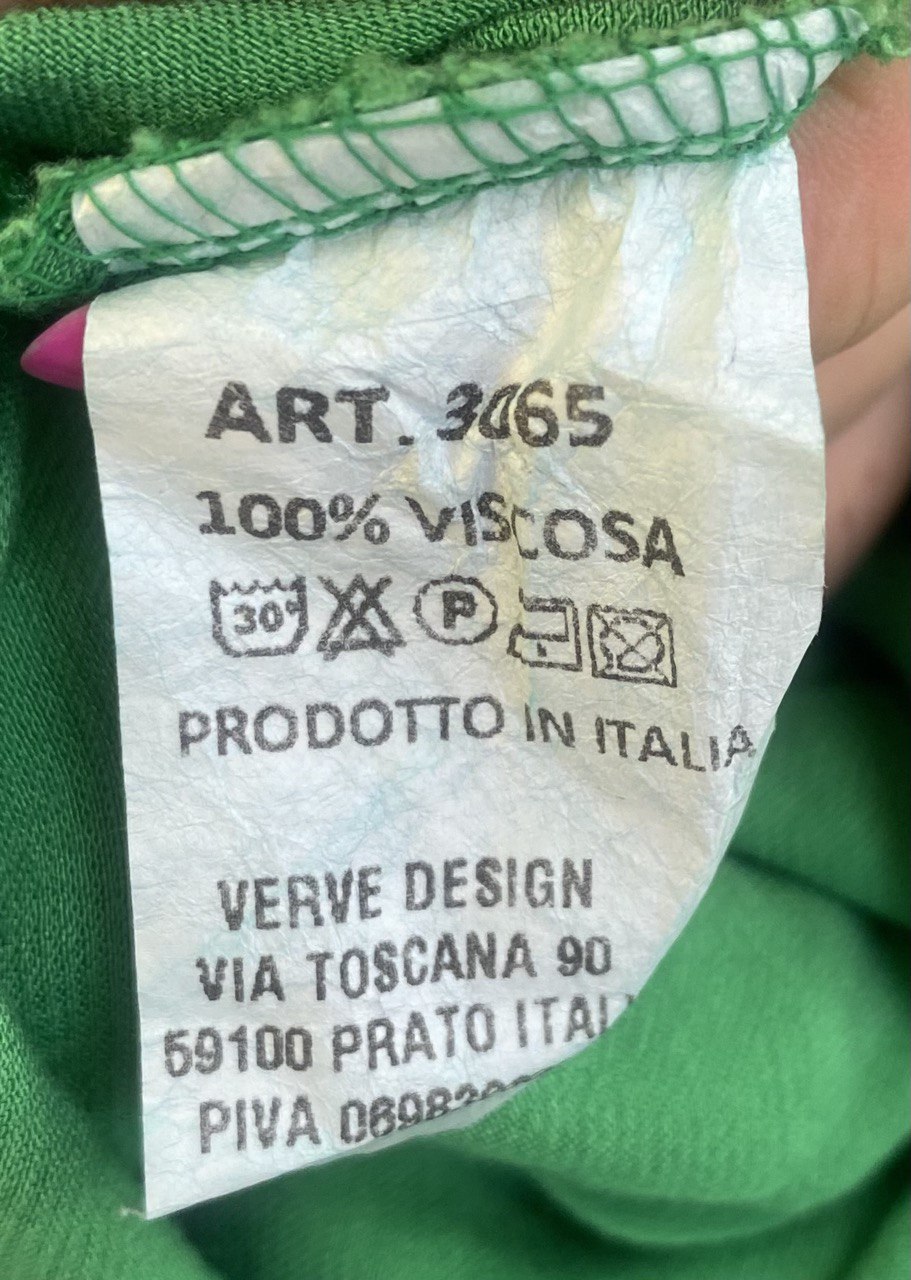 ART. 3065
100% VISCOSA
30° P
PRODOTTO IN ITALIA
VERVE DESIGN
VIA TOSCANA 90
59100 PRATO
PIVA